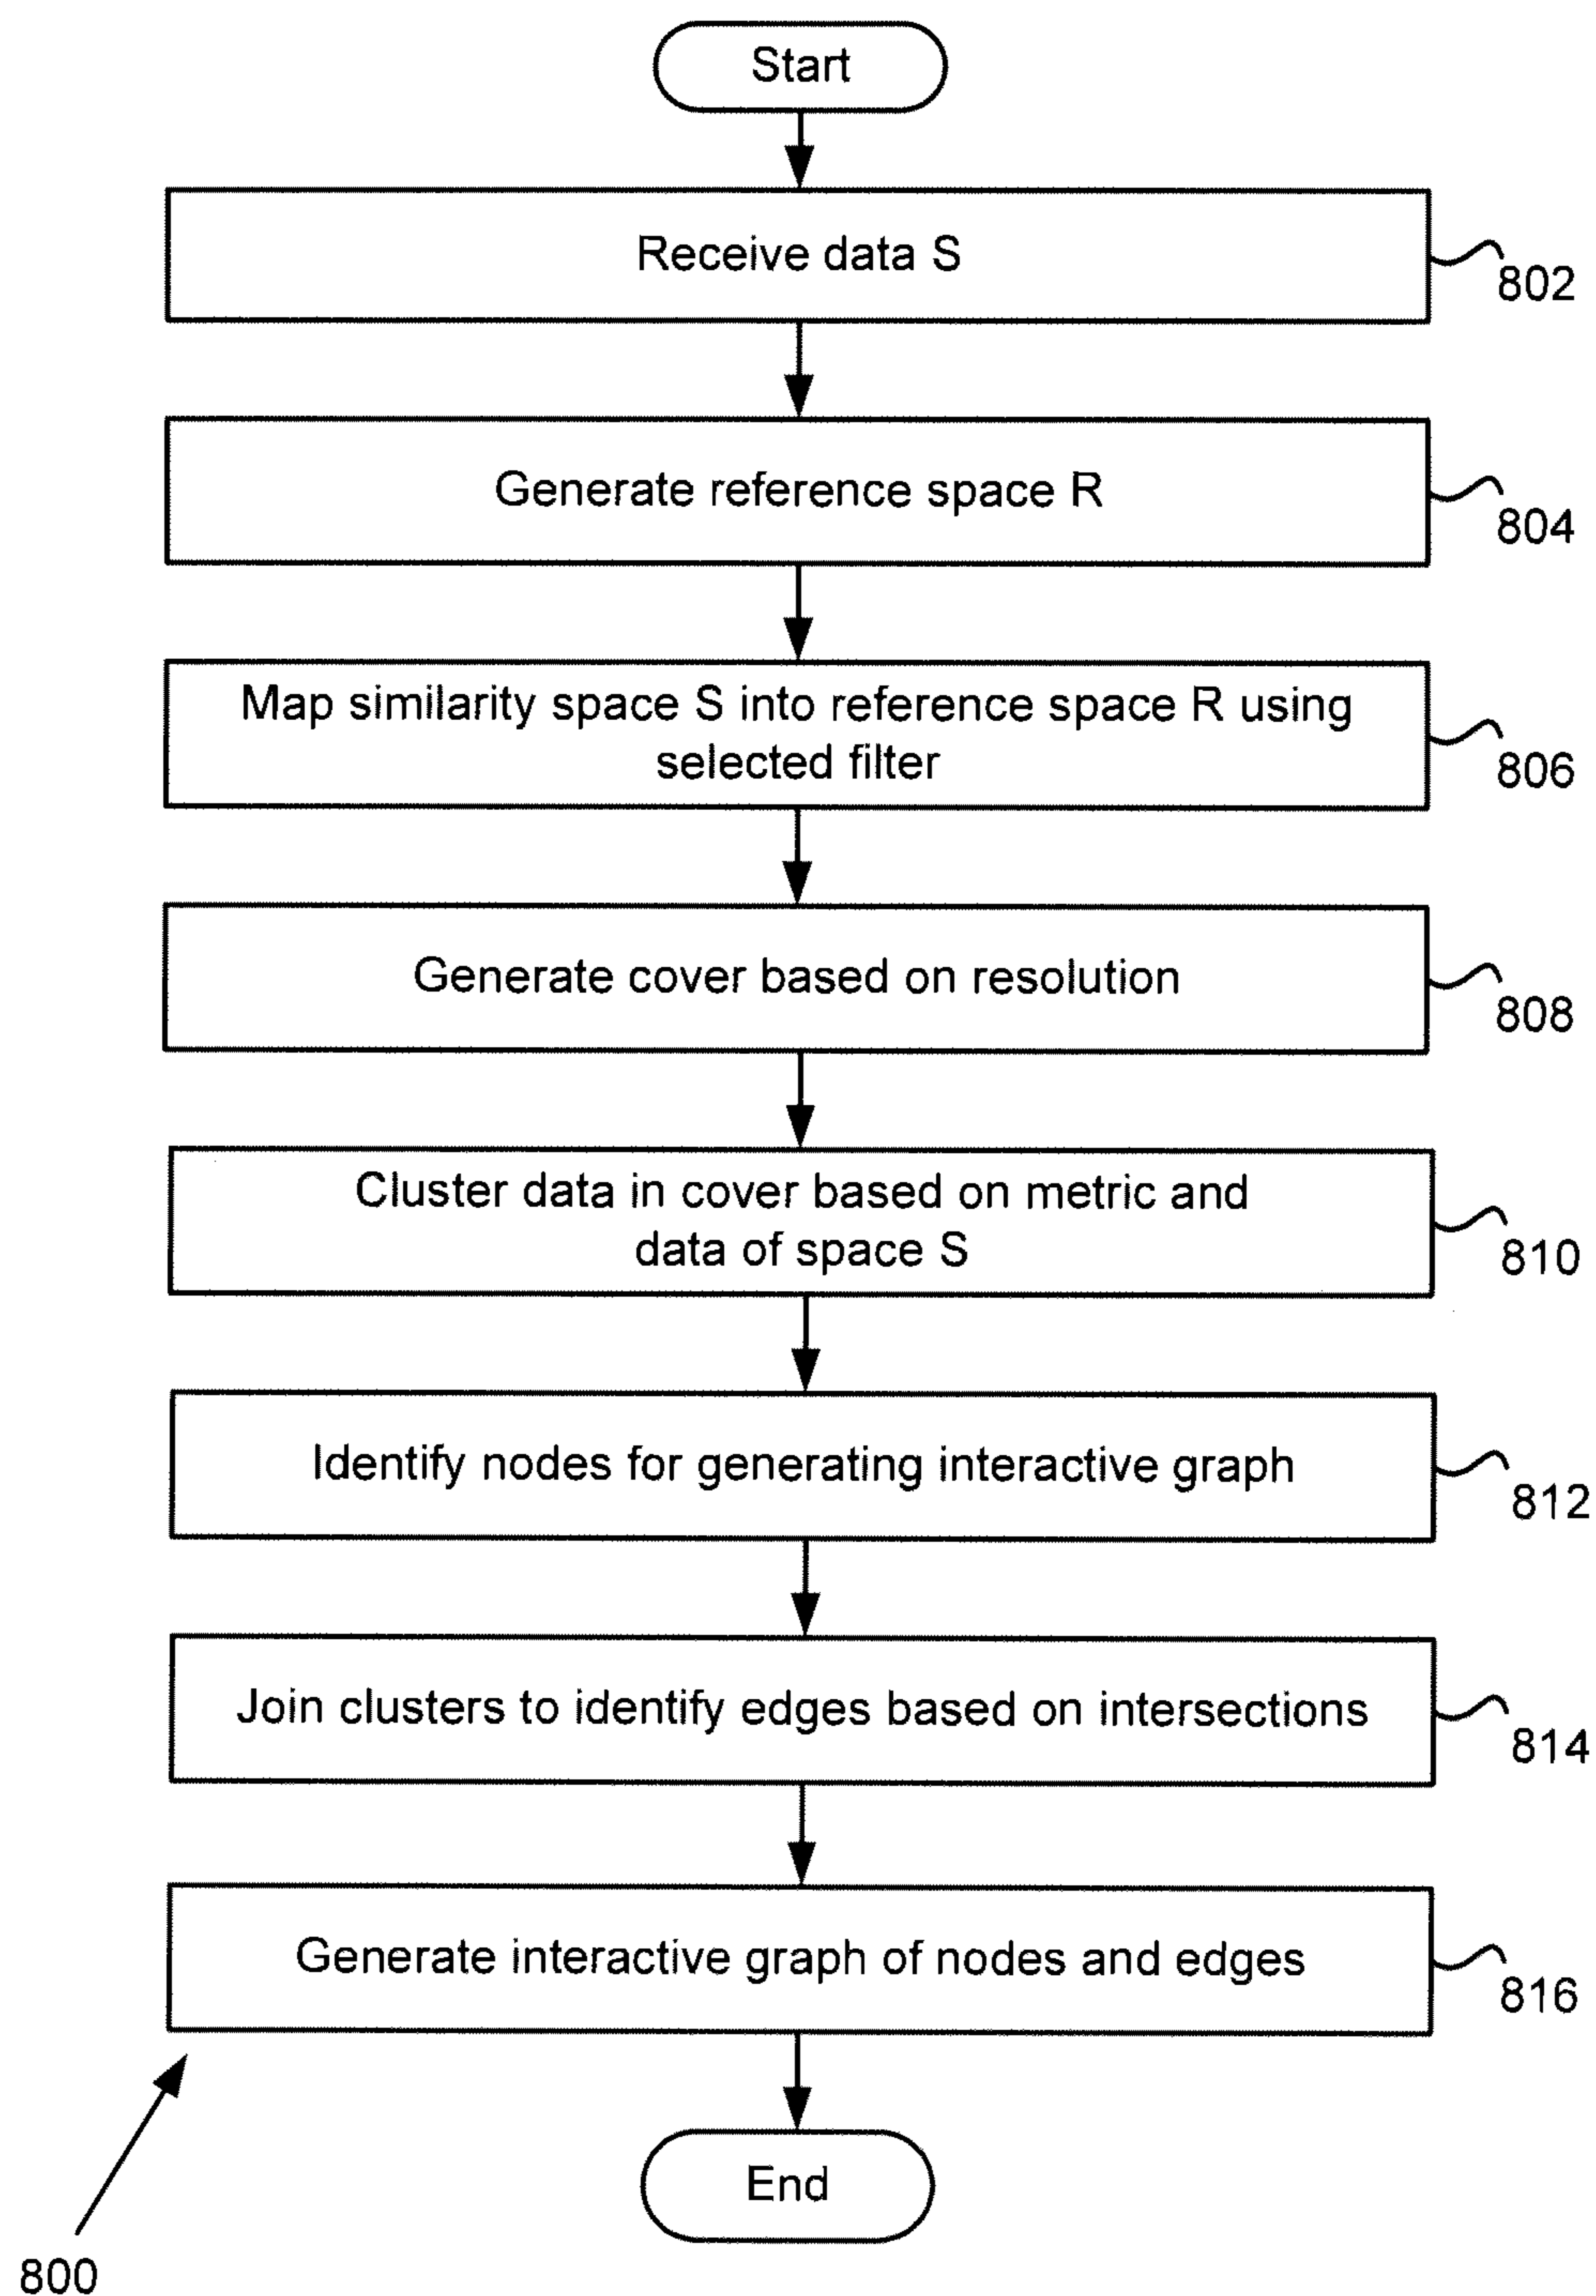 Start
Receive data S
802
Generate reference space R
804
Map similarity space S into reference space R using
selected filter
806
Generate cover based on resolution
808
Cluster data in cover based on metric and
data of space S
810
Identify nodes for generating interactive graph
812
Join clusters to identify edges based on intersections
814
Generate interactive graph of nodes and edges
816
End
800